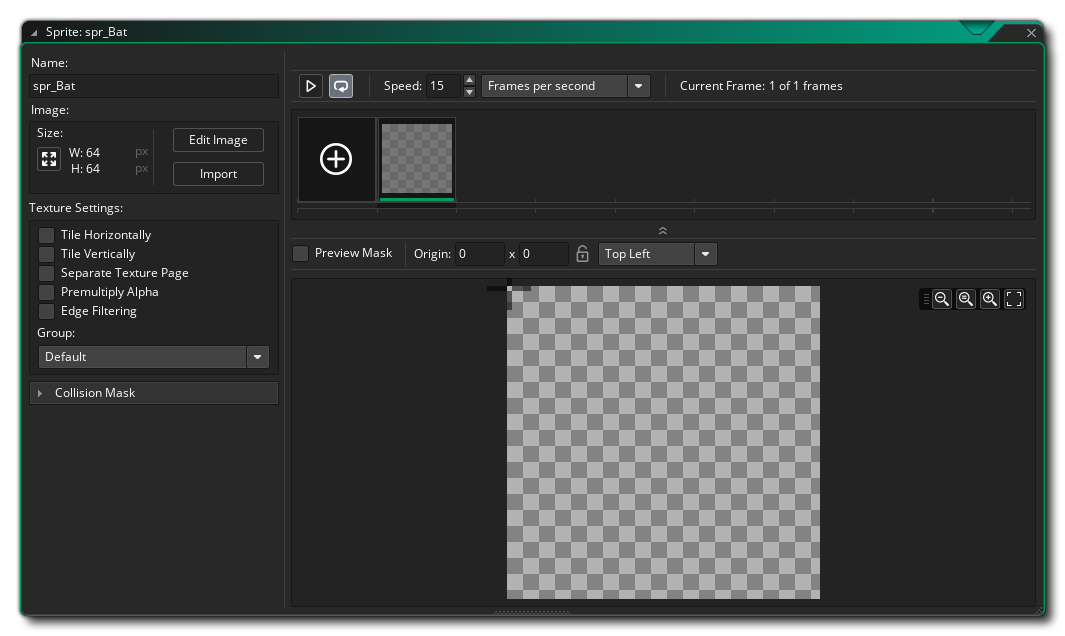 Sprite: spr_Bat
Name:
spr_Bat
Image:
Size:
W: 64 px
H: 64 px
Edit Image
Import
Texture Settings:
Tile Horizontally
Tile Vertically
Separate Texture Page
Premultiply Alpha
Edge Filtering
Group:
Default
Collision Mask
Speed: 15 Frames per second Current Frame: 1 of 1 frames
Preview Mask Origin: 0 x 0 Top Left